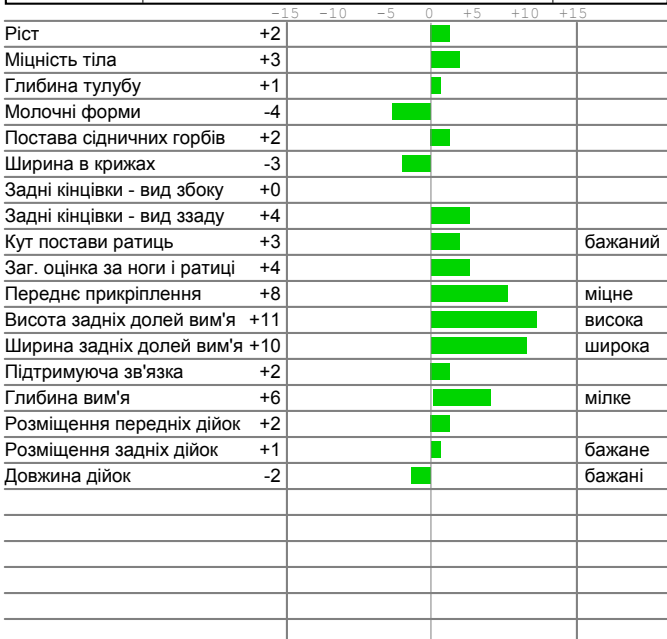 -15 -10 -5 0 +5 +10 +15
Ріст +2
Міцність тіла +3
Глибина тулубу +1
Молочні форми -4
Постава сідничних горбів +2
Ширина в крижах -3
Задні кінцівки - вид збоку +0
Задні кінцівки - вид ззаду +4
Кут постави ратиць +3 бажаний
Заг. оцінка за ноги і ратиці +4
Переднє прикріплення +8 міцне
Висота задніх долей вим'я +11 висока
Ширина задніх долей вим'я +10 широка
Підтримуюча зв'язка +2
Глибина вим'я +6 мілке
Розміщення передніх дійок +2
Розміщення задніх дійок +1 бажане
Довжина дійок -2 бажані